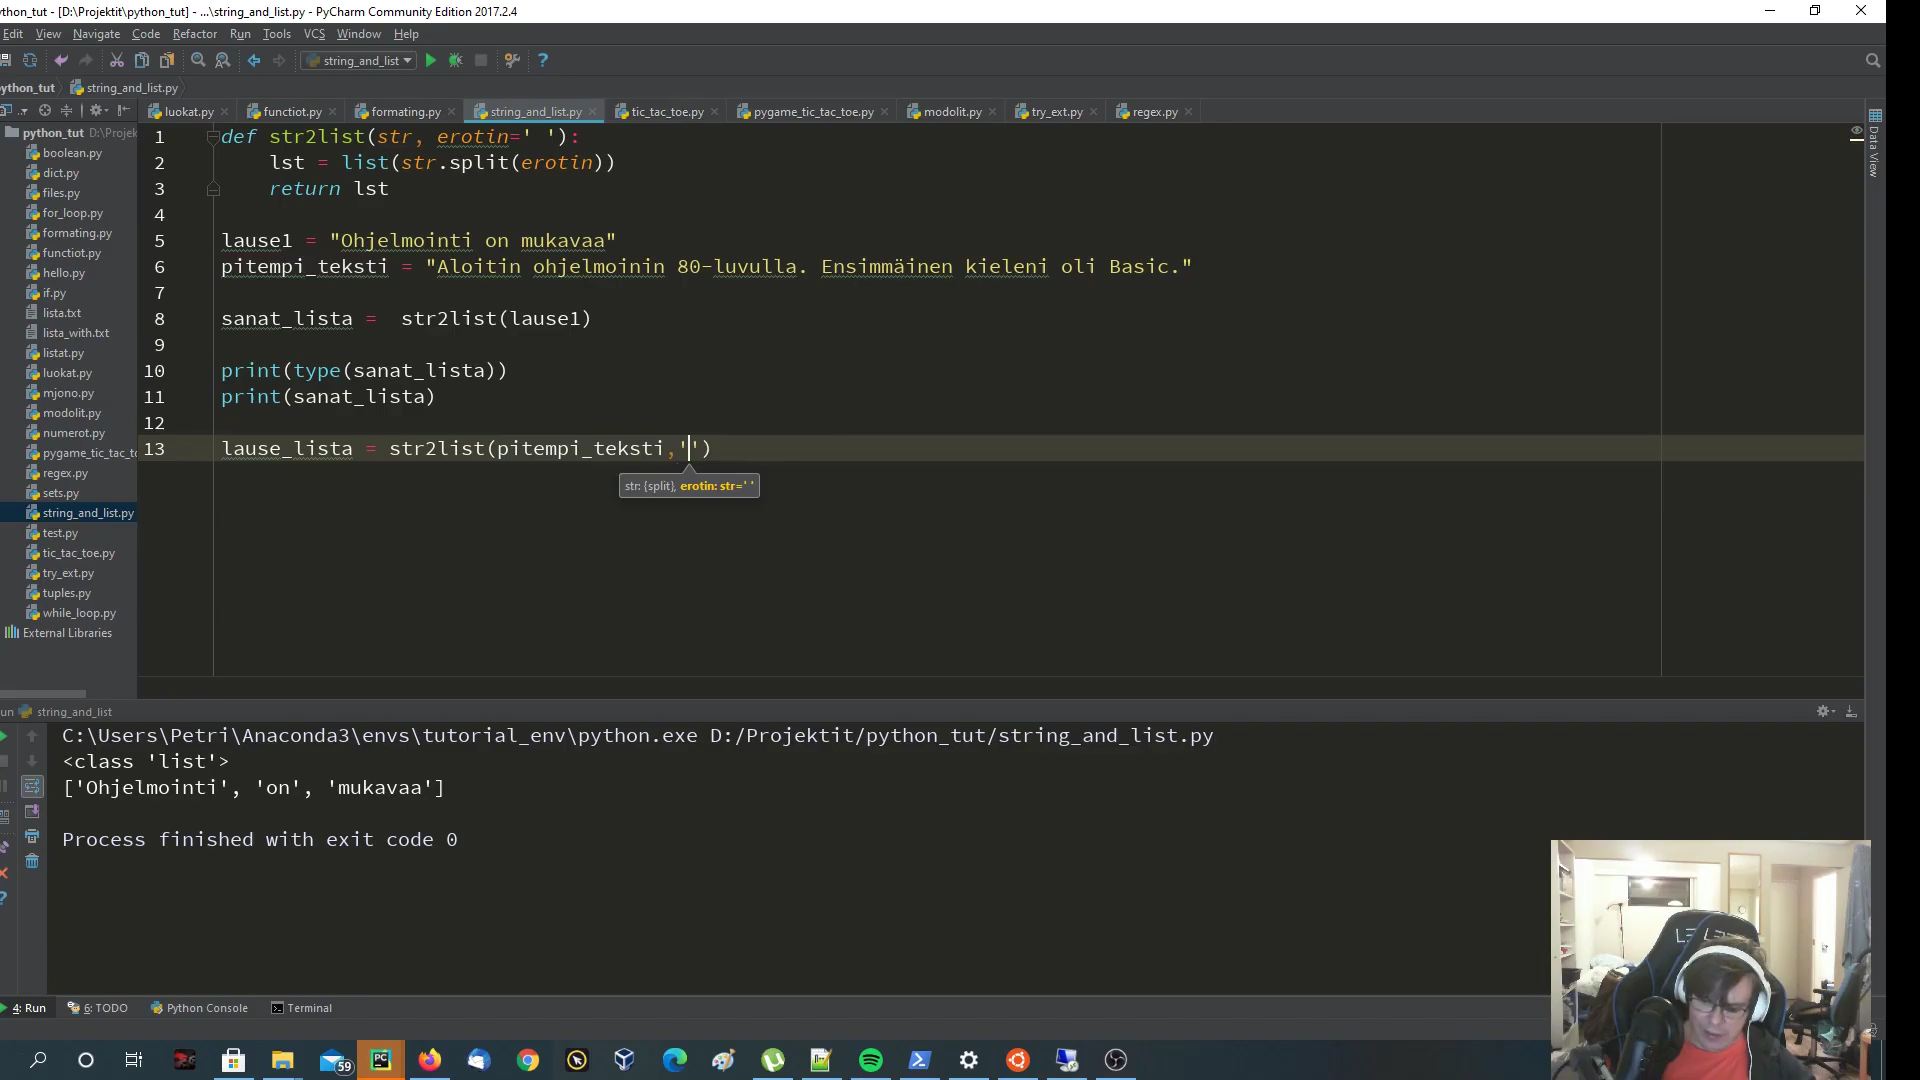 ython_tut - [D:\Projektit\python_tut] - ...\string_and_list.py - PyCharm Community Edition 2017.2.4
Edit View Navigate Code Refactor Run Tools VCS Window Help
string_and_list
ython_tut string_and_list.py
luokat.py functiot.py formating.py string_and_list.py tic_tac_toe.py pygame_tic_tac_toe.py modolit.py try_ext.py regex.py
python_tut D:\Projek
boolean.py
dict.py
files.py
for_loop.py
formating.py
functiot.py
hello.py
if.py
lista.txt
lista_with.txt
listat.py
luokat.py
mjono.py
modolit.py
numerot.py
pygame_tic_tac_tc
regex.py
sets.py
string_and_list.py
test.py
tic_tac_toe.py
try_ext.py
tuples.py
while_loop.py
External Libraries
1 def str2list(str, erotin=' '):
2 lst = list(str.split(erotin))
3 return lst
4
5 lause1 = "Ohjelmointi on mukavaa"
6 pitempi_teksti = "Aloitin ohjelmoinin 80-luvulla. Ensimmäinen kieleni oli Basic."
7
8 sanat_lista =  str2list(lause1)
9
10 print(type(sanat_lista))
11 print(sanat_lista)
12
13 lause_lista = str2list(pitempi_teksti,'')
str: {split}, erotin: str=' '
Data View
un string_and_list
C:\Users\Petri\Anaconda3\envs\tutorial_env\python.exe D:/Projektit/python_tut/string_and_list.py
<class 'list'>
['Ohjelmointi', 'on', 'mukavaa']
Process finished with exit code 0
4: Run 6: TODO Python Console Terminal
59
PC